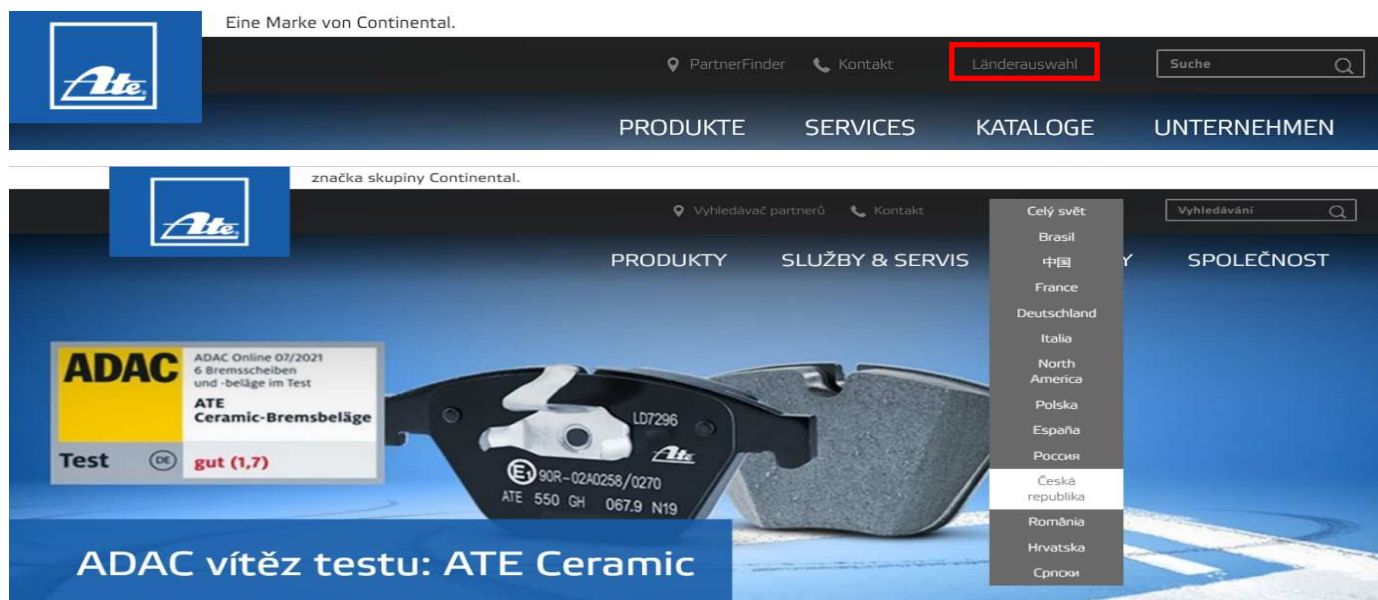 Eine Marke von Continental.
Ate
PartnerFinder
Kontakt
Länderauswahl
Suche
PRODUKTE
SERVICES
KATALOGE
UNTERNEHMEN
značka skupiny Continental.
Ate
Vyhledávač partnerů
Kontakt
Vyhledávání
PRODUKTY
SLUŽBY & SERVIS
Y
SPOLEČNOST
Celý svět
Brasil
中国
France
Deutschland
Italia
North
America
Polska
España
Россия
Česká
republika
România
Hrvatska
Српски
ADAC
ADAC Online 07/2021
6 Bremsscheiben
und -beläge im Test
ATE
Ceramic-Bremsbeläge
Test
DE
gut (1,7)
LD7296
Ate
E1 90R-02A0258/0270
ATE 550 GH 067.9 N19
ADAC vítěz testu: ATE Ceramic